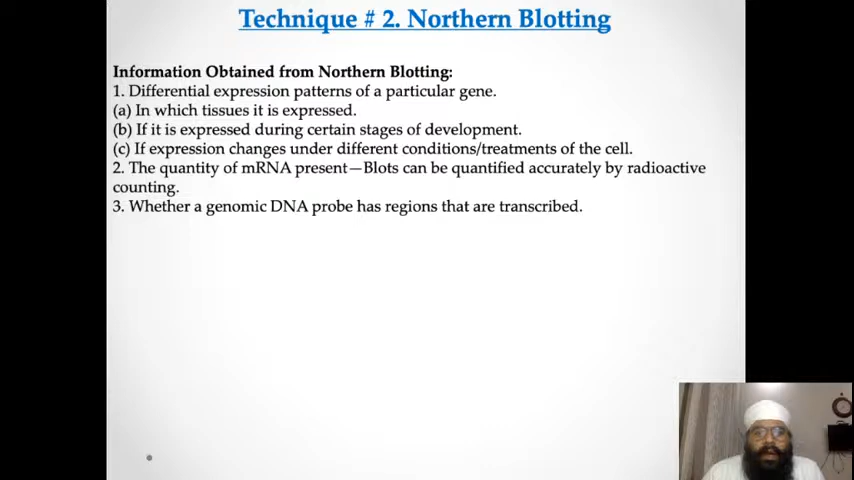 Technique # 2. Northern Blotting
Information Obtained from Northern Blotting:
1. Differential expression patterns of a particular gene.
(a) In which tissues it is expressed.
(b) If it is expressed during certain stages of development.
(c) If expression changes under different conditions/treatments of the cell.
2. The quantity of mRNA present—Blots can be quantified accurately by radioactive
counting.
3. Whether a genomic DNA probe has regions that are transcribed.